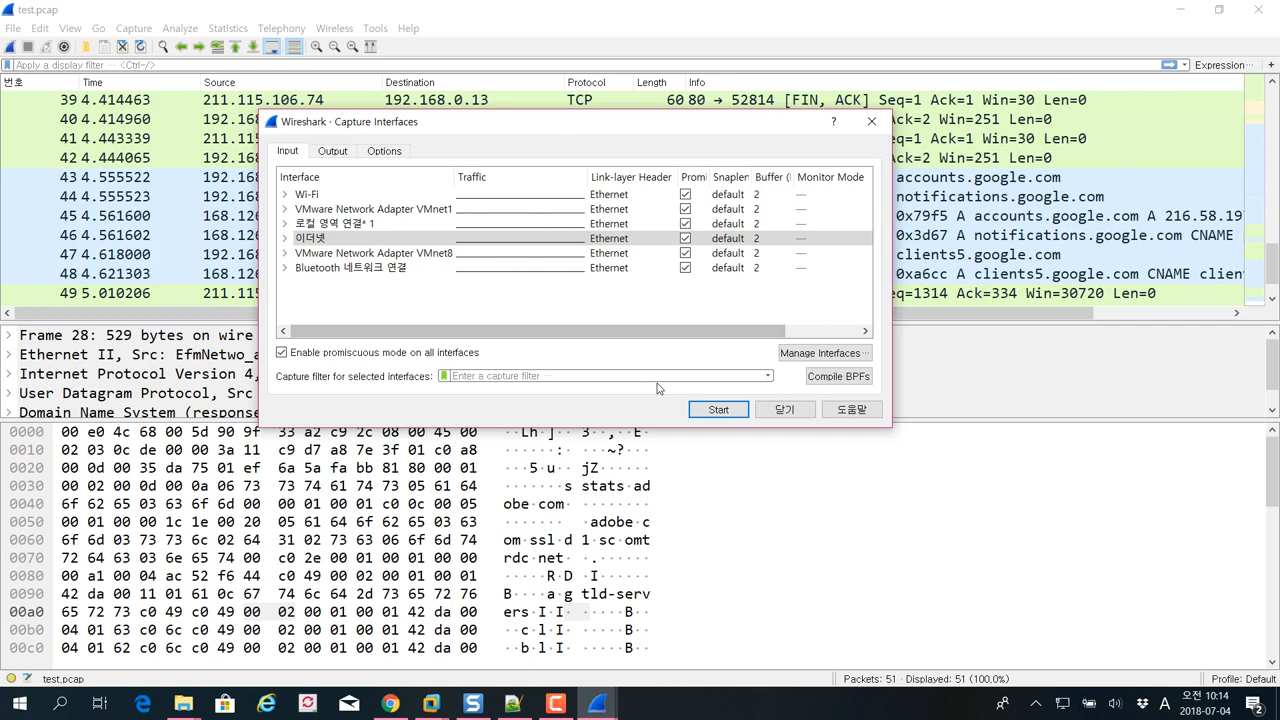 test.pcap
File Edit View Go Capture Analyze Statistics Telephony Wireless Tools Help
Apply a display filter ··· <Ctrl-/> Expression···
번호 Time Source Destination Protocol Length Info
39 4.414463 211.115.106.74 192.168.0.13 TCP 60 80 → 52814 [FIN, ACK] Seq=1 Ack=1 Win=30 Len=0
40 4.414960 192.16 Ack=2 Win=251 Len=0
41 4.443339 Ack=1 Win=30 Len=0
42 4.444065 192.16 Ack=2 Win=251 Len=0
43 4.555522 192.16 accounts.google.com
44 4.555523 192.16 notifications.google.com
45 4.561600 168.12 0x79f5 A accounts.google.com A 216.58.19
46 4.561600 168.12 0x3d67 A notifications.google.com CNAME
47 4.618000 192.16 clients5.google.com
48 4.621303 168.12 0xa6cc A clients5.google.com CNAME clien
49 5.010206 211.11 eq=1314 Ack=334 Win=30720 Len=0
Wireshark · Capture Interfaces
Input Output Options
Interface Traffic Link-layer Header Promi Snaplen Buffer ( Monitor Mode
Wi-Fi Ethernet default 2 —
VMware Network Adapter VMnet1 Ethernet default 2 —
로컬 영역 연결* 1 Ethernet default 2 —
이더넷 Ethernet default 2 —
VMware Network Adapter VMnet8 Ethernet default 2 —
Bluetooth 네트워크 연결 Ethernet default 2 —
Enable promiscuous mode on all interfaces Manage Interfaces···
Capture filter for selected interfaces: Enter a capture filter ··· Compile BPFs
Start 닫기 도움말
Frame 28: 529 bytes on wire
Ethernet II, Src: EfmNetwo_a
Internet Protocol Version 4,
User Datagram Protocol, Src
Domain Name System (response
0000 00 e0 4c 68 00 5d 90 9f 33 a2 c9 2c 08 00 45 00 ··Lh·]·· 3··,··E·
0010 02 03 0c de 00 00 3a 11 c9 d7 a8 7e 3f 01 c0 a8 ······:· ···~?···
0020 00 0d 00 35 da 75 01 ef 6a 5a fa bb 81 80 00 01 ···5·u·· jZ······
0030 00 02 00 0d 00 0a 06 73 73 74 61 74 73 05 61 64 ·······s stats·ad
0040 6f 62 65 03 63 6f 6d 00 00 01 00 01 c0 0c 00 05 obe·com· ········
0050 00 01 00 00 1c 1e 00 20 05 61 64 6f 62 65 03 63 ······· ·adobe·c
0060 6f 6d 03 73 73 6c 02 64 31 02 73 63 06 6f 6d 74 om·ssl·d 1·sc·omt
0070 72 64 63 03 6e 65 74 00 c0 2e 00 01 00 01 00 00 rdc·net· ·.······
0080 00 a1 00 04 ac 52 f6 44 c0 49 00 02 00 01 00 01 ·····R·D ·I······
0090 42 da 00 11 01 61 0c 67 74 6c 64 2d 73 65 72 76 B····a·g tld-serv
00a0 65 72 73 c0 49 c0 49 00 02 00 01 00 01 42 da 00 ers·I·I· ·····B··
00b0 04 01 63 c0 6c c0 49 00 02 00 01 00 01 42 da 00 ··c·l·I· ·····B··
00c0 04 01 62 c0 6c c0 49 00 02 00 01 00 01 42 da 00 ··b·l·I· ·····B··
test.pcap Packets: 51 · Displayed: 51 (100,0%) Profile: Default
오전 10:14
2018-07-04